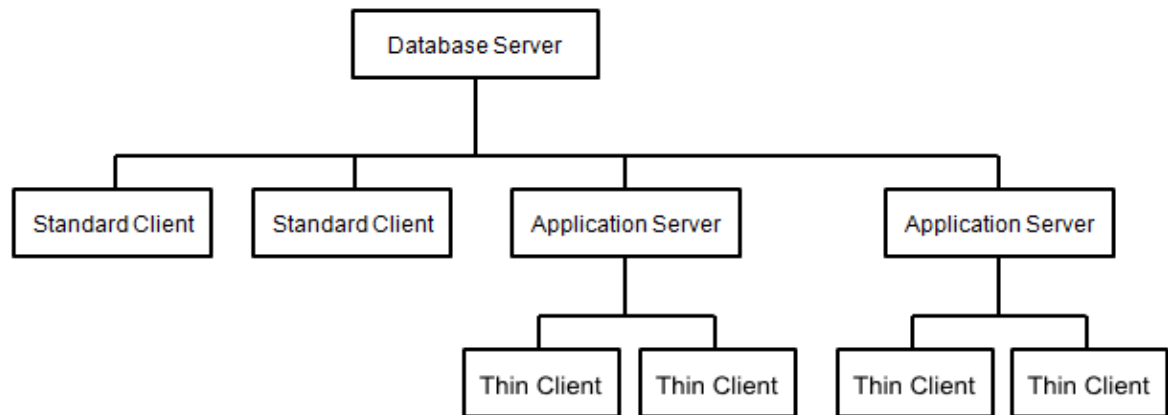 Database Server
Standard Client
Standard Client
Application Server
Application Server
Thin Client
Thin Client
Thin Client
Thin Client